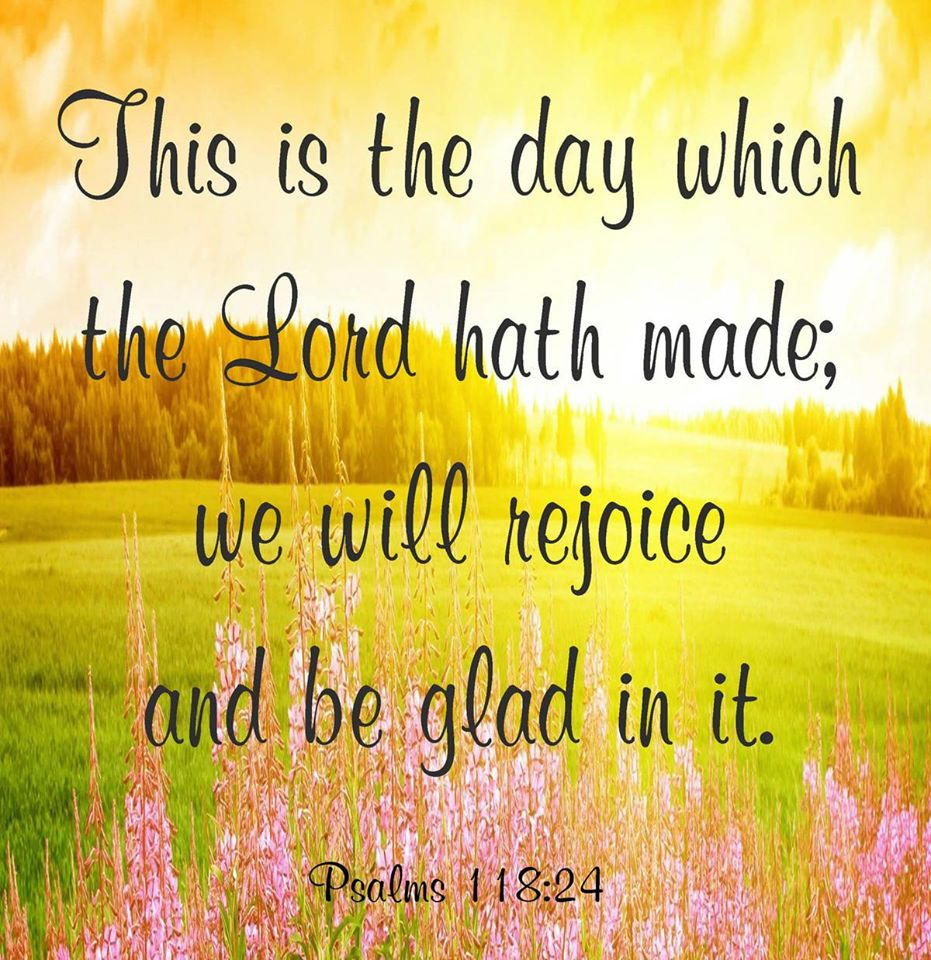 This is the day which
the Lord hath made;
we will rejoice
and be glad in it.
Psalms 118:24